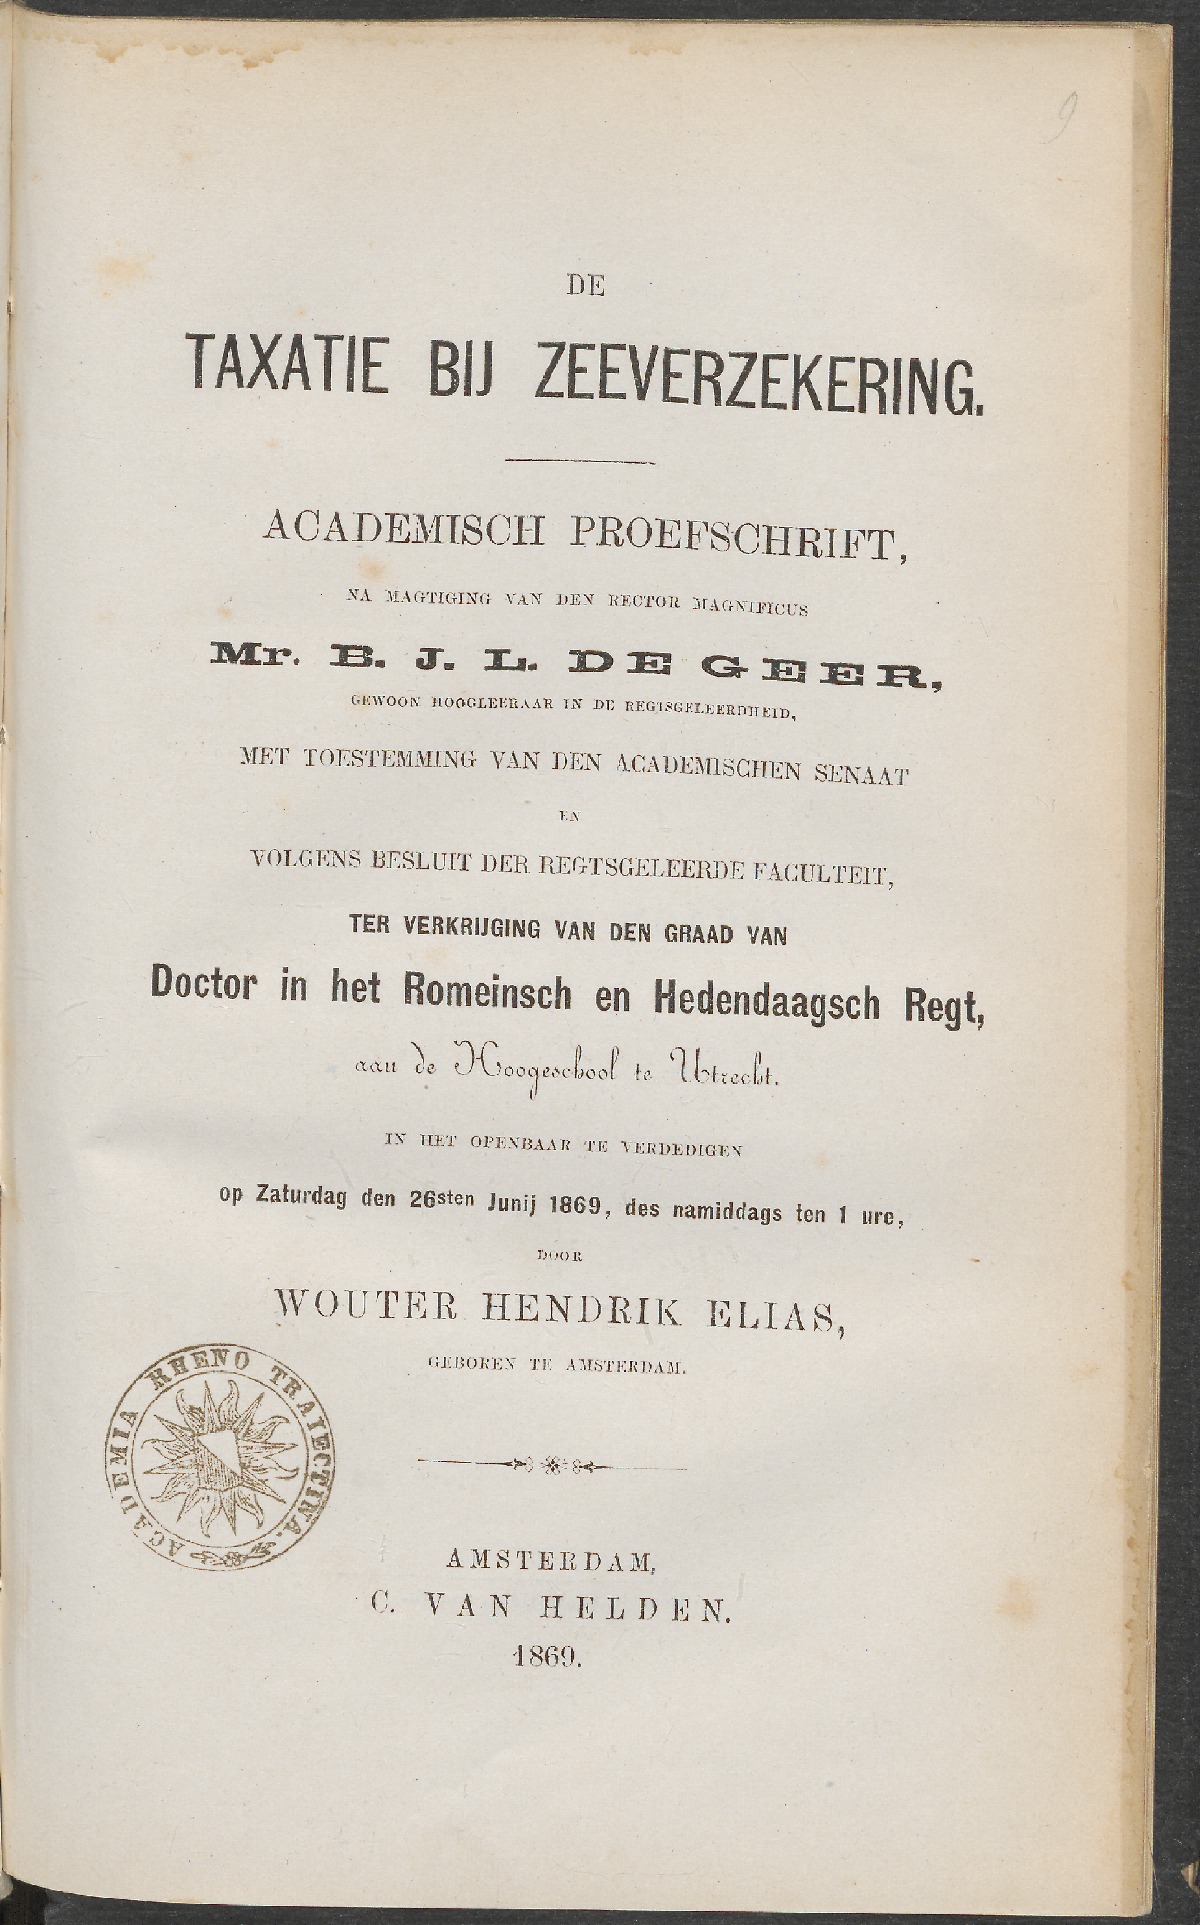 9
DE
TAXATIE BIJ ZEEVERZEKERING.
ACADEMISCH PROEFSCHRIFT,
NA MAGTIGING VAN DEN RECTOR MAGNIFICUS
Mr. B. J. L. DE GEER,
GEWOON HOOGLEERAAR IN DE REGTSGELEERDHEID,
MET TOESTEMMING VAN DEN ACADEMISCHEN SENAAT
EN
VOLGENS BESLUIT DER REGTSGELEERDE FACULTEIT,
TER VERKRIJGING VAN DEN GRAAD VAN
Doctor in het Romeinsch en Hedendaagsch Regt,
aan de Hoogeschool te Utrecht.
IN HET OPENBAAR TE VERDEDIGEN
op Zaturdag den 26sten Junij 1869, des namiddags ten 1 ure,
DOOR
WOUTER HENDRIK ELIAS,
GEBOREN TE AMSTERDAM.
ACADEMIA RHENO TRAIECTINA.
AMSTERDAM,
C. VAN HELDEN.
1869.